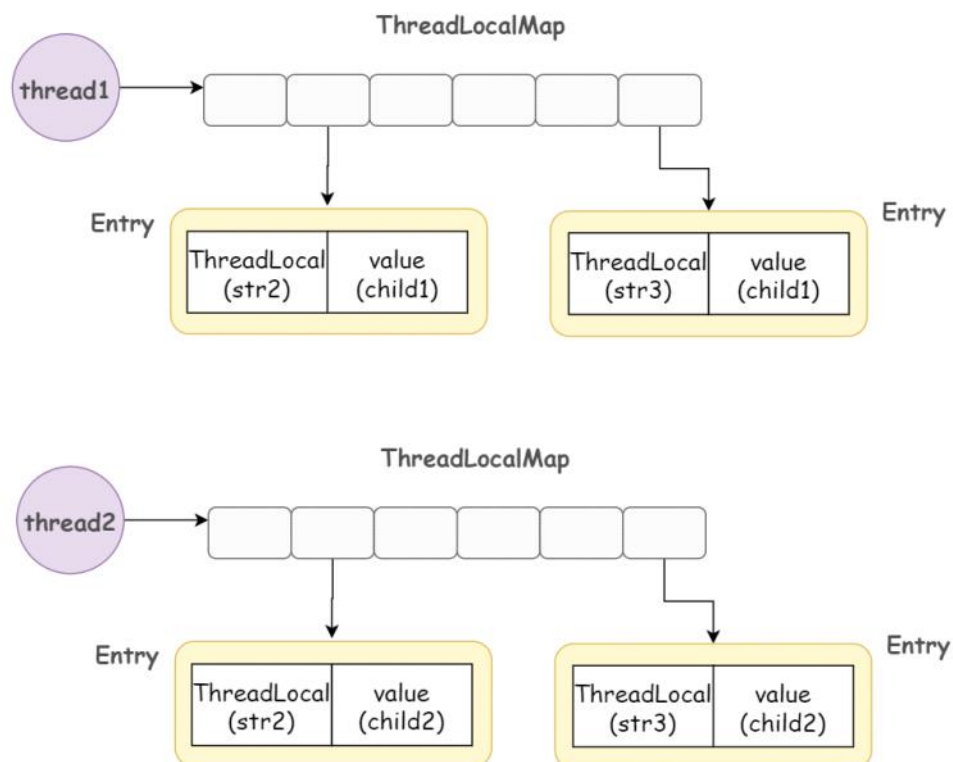 ThreadLocalMap
thread1
Entry
Entry
ThreadLocal
(str2)
value
(child1)
ThreadLocal
(str3)
value
(child1)
ThreadLocalMap
thread2
Entry
Entry
ThreadLocal
(str2)
value
(child2)
ThreadLocal
(str3)
value
(child2)